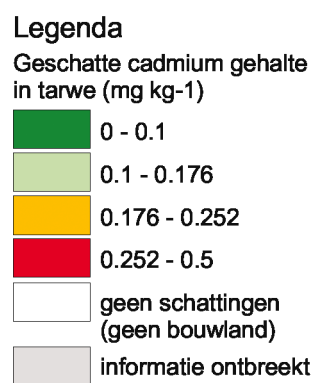 Legenda
Geschatte cadmium gehalte
in tarwe (mg kg-1)
0 - 0.1
0.1 - 0.176
0.176 - 0.252
0.252 - 0.5
geen schattingen
(geen bouwland)
informatie ontbreekt